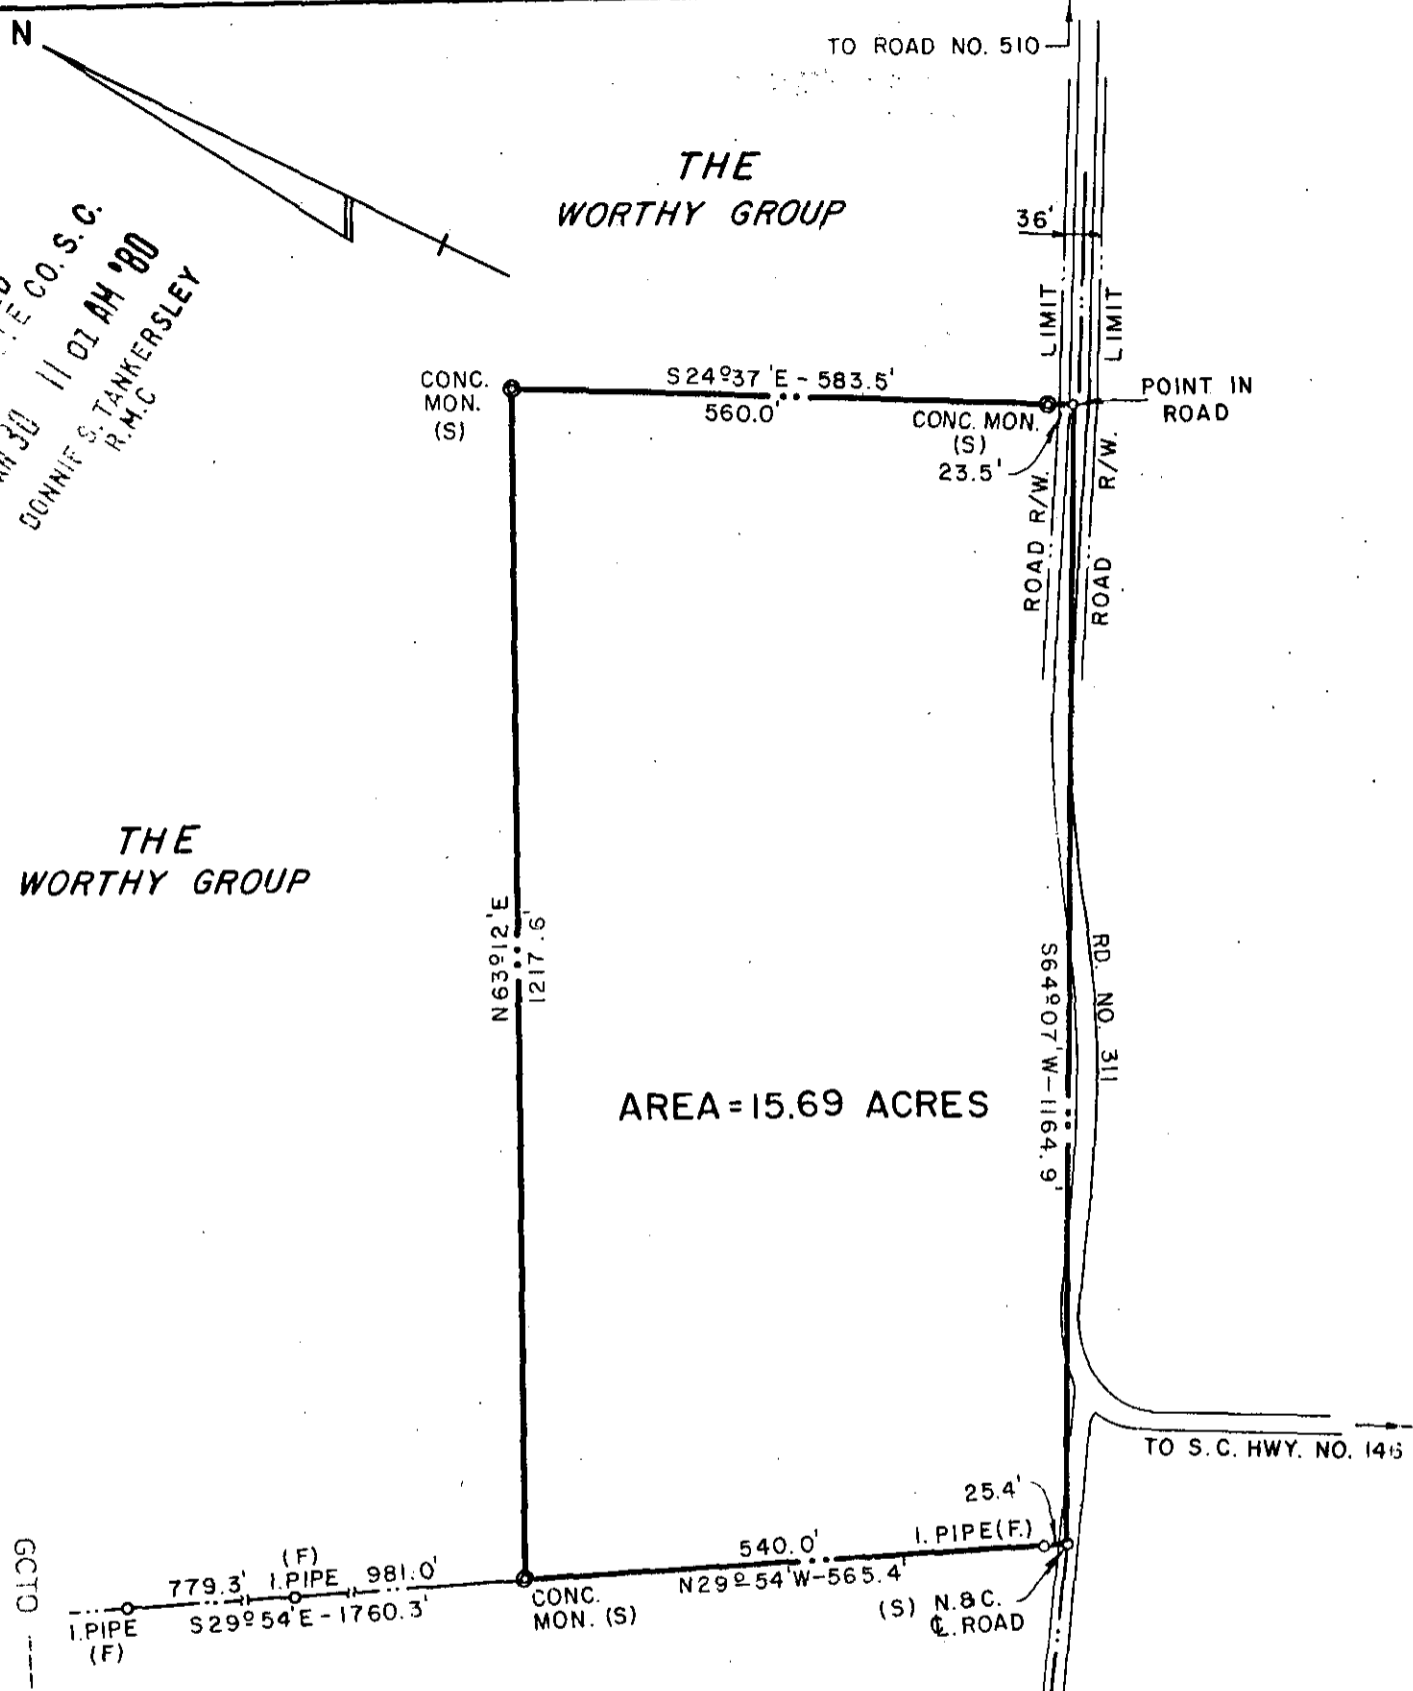 N
TO ROAD NO. 510
THE
WORTHY GROUP
36'
CO. S. C.
30 11 01 AM '80
DONNIE S. TANKERSLEY
R.M.C
LIMIT
LIMIT
CONC.
MON.
(S)
S24°37'E - 583.5'
560.0'
CONC. MON.
(S)
23.5'
POINT IN
ROAD
ROAD R/W.
ROAD R/W.
THE
WORTHY GROUP
N63°12'E
1217.6'
S64°07'W-1164.9'
RD. NO. 311
AREA = 15.69 ACRES
TO S.C. HWY. NO. 146
25.4'
I. PIPE (F.)
540.0'
N29°54'W-565.4'
(S) N.&C.
℄ ROAD
CONC.
MON. (S)
(F)
I.PIPE
981.0'
779.3'
S29°54'E - 1760.3'
I.PIPE
(F)
GCTO